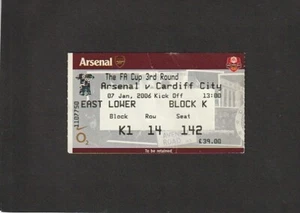 Arsenal
The FA Cup 3rd Round
Arsenal v Cardiff City
07 Jan, 2006 Kick Off 13:00
EAST LOWER BLOCK K
Block Row Seat
K1 14 142
£39.00
O2
To be retained